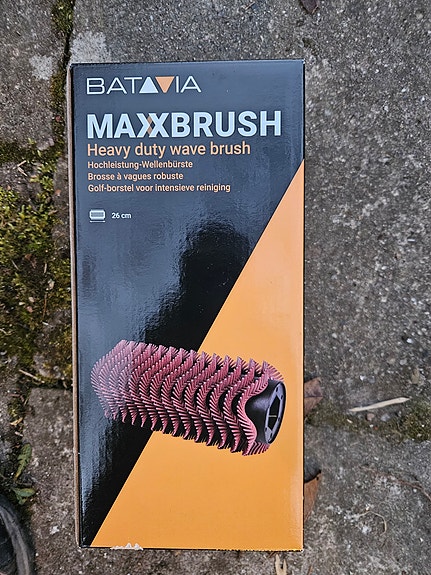 BATAVIA
MAXXBRUSH
Heavy duty wave brush
Hochleistung-Wellenbürste
Brosse à vagues robuste
Golf-borstel voor intensieve reiniging
26 cm